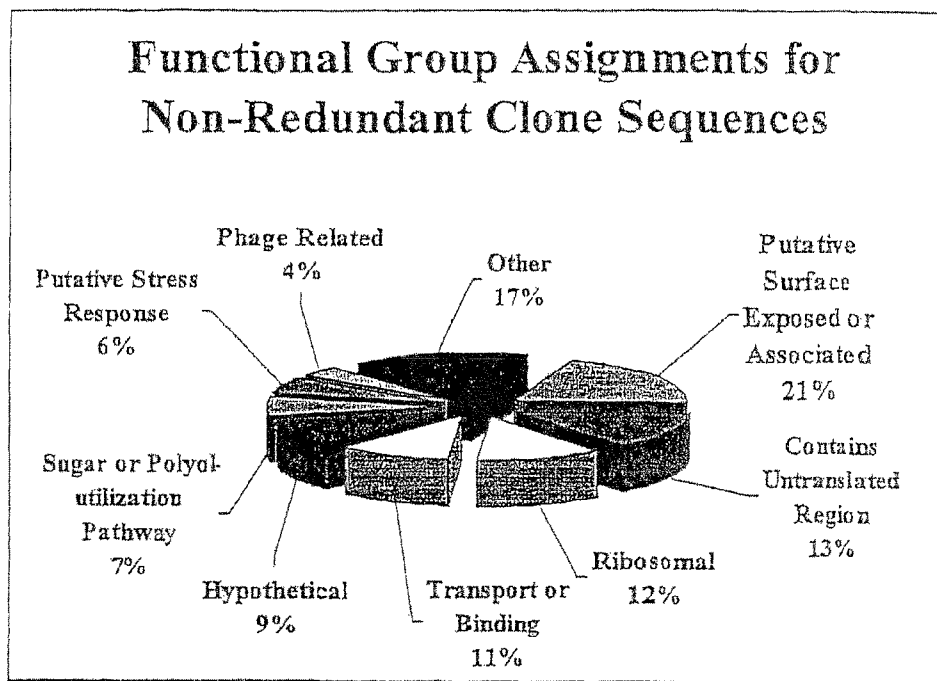 Functional Group Assignments for
Non-Redundant Clone Sequences
Phage Related
4%
Other
17%
Putative
Surface
Exposed or
Associated
21%
Putative Stress
Response
6%
Sugar or Polyol-
utilization
Pathway
7%
Hypothetical
9%
Transport or
Binding
11%
Ribosomal
12%
Contains
Untranslated
Region
13%